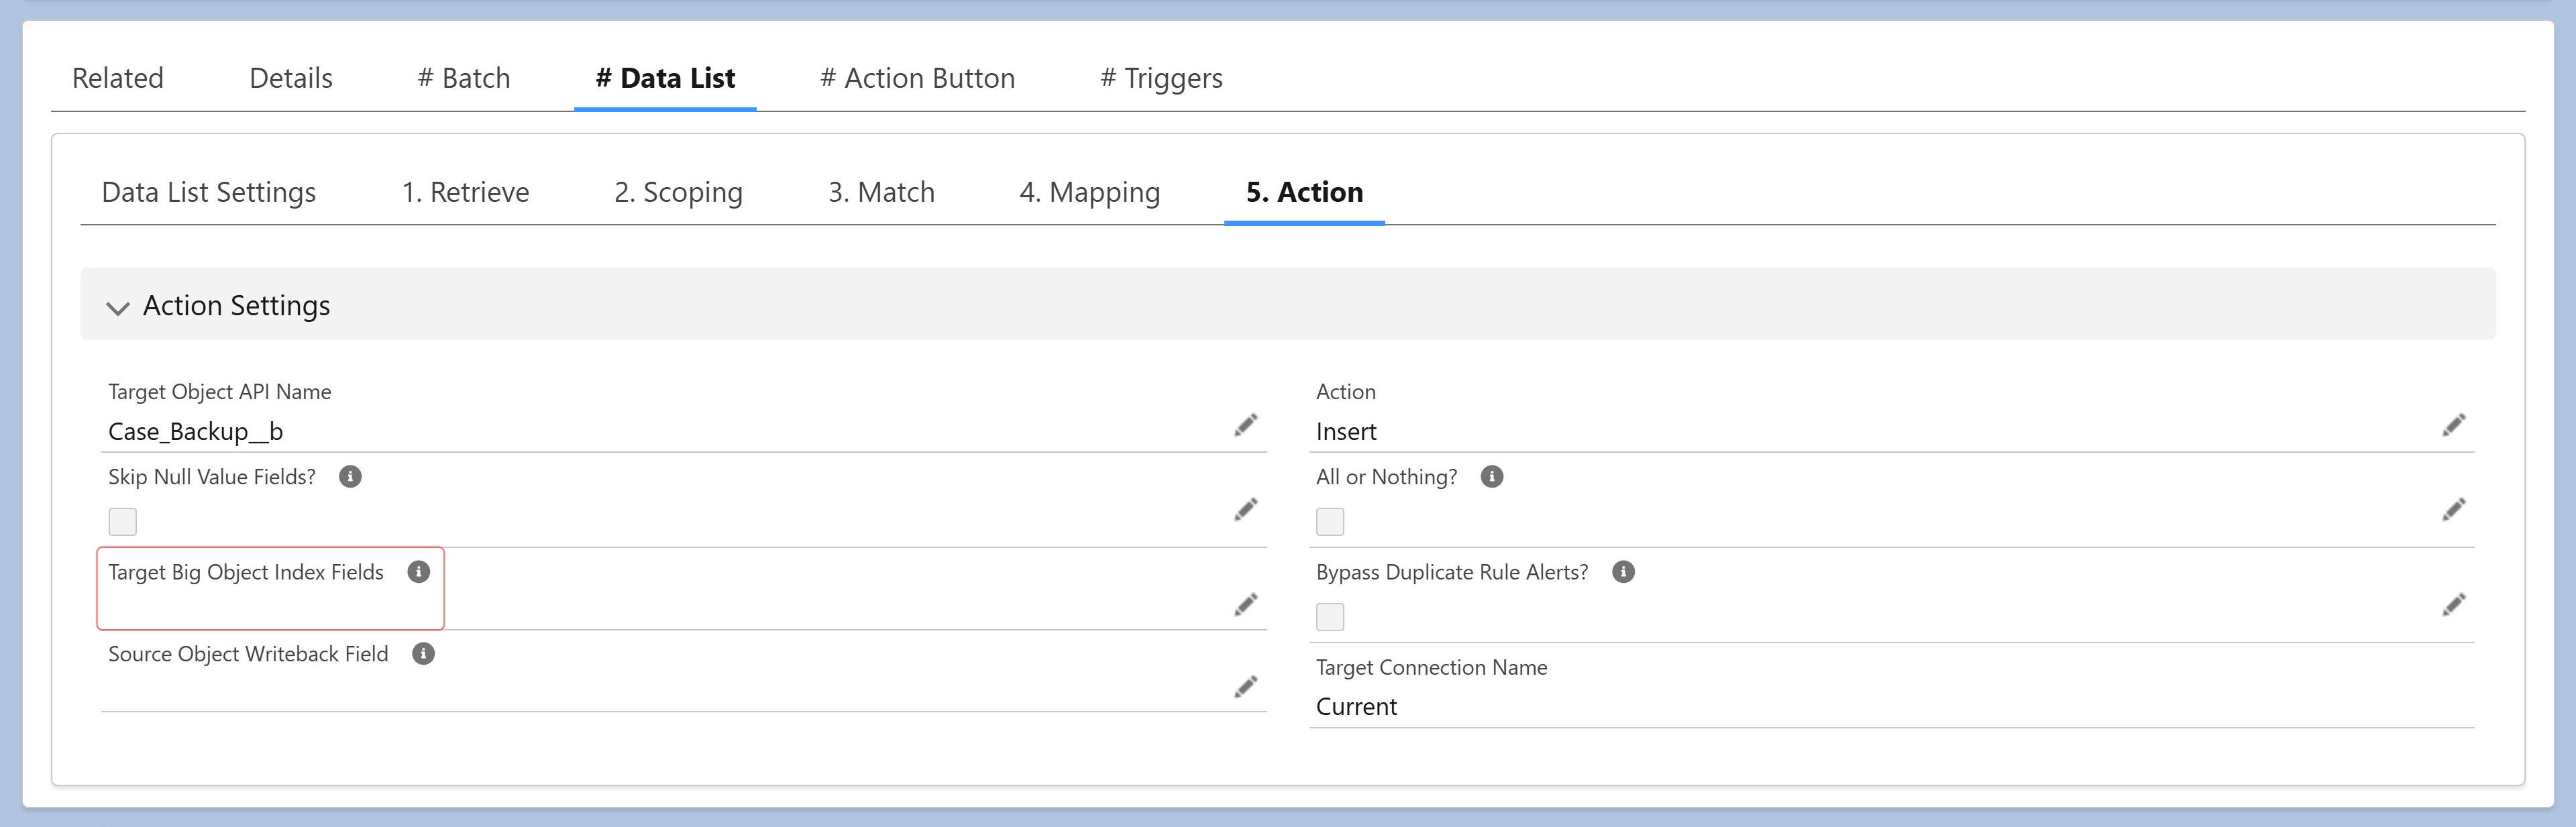 Related Details # Batch # Data List # Action Button # Triggers
Data List Settings 1. Retrieve 2. Scoping 3. Match 4. Mapping 5. Action
Action Settings
Target Object API Name
Case_Backup__b
Action
Insert
Skip Null Value Fields?
All or Nothing?
Target Big Object Index Fields
Bypass Duplicate Rule Alerts?
Source Object Writeback Field
Target Connection Name
Current